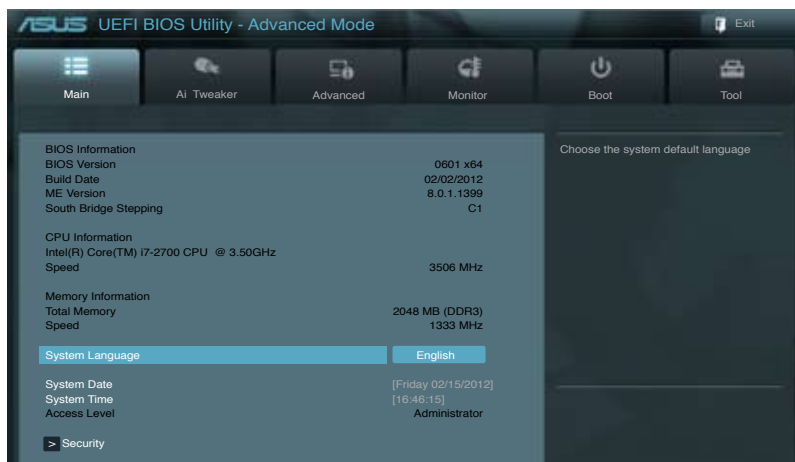 ASUS UEFI BIOS Utility - Advanced Mode
Exit
Main
Ai Tweaker
Advanced
Monitor
Boot
Tool
BIOS Information
BIOS Version 0601 x64
Build Date 02/02/2012
ME Version 8.0.1.1399
South Bridge Stepping C1
CPU Information
Intel(R) Core(TM) i7-2700 CPU @ 3.50GHz
Speed 3506 MHz
Memory Information
Total Memory 2048 MB (DDR3)
Speed 1333 MHz
System Language English
System Date [Friday 02/15/2012]
System Time [16:46:15]
Access Level Administrator
> Security
Choose the system default language